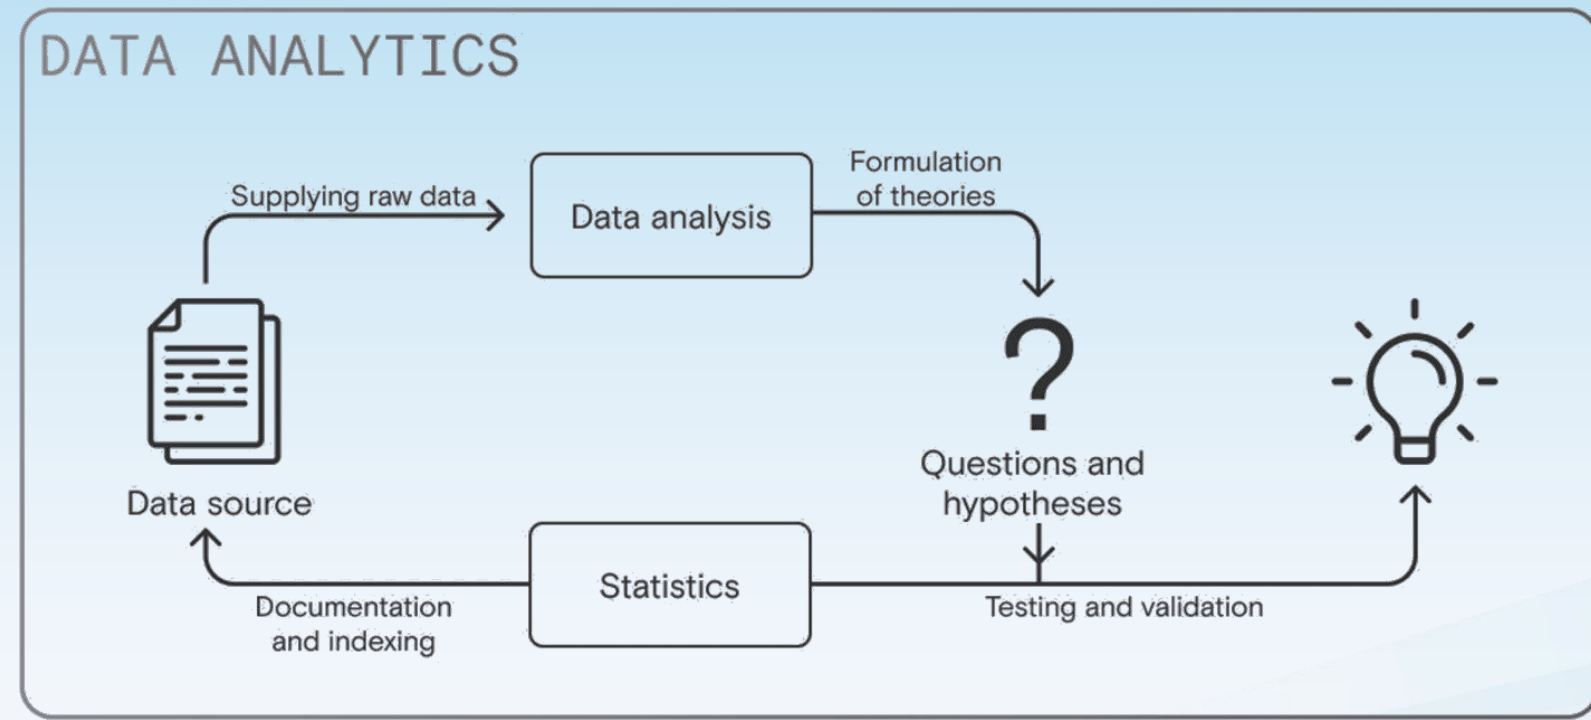 DATA ANALYTICS
Supplying raw data
Data analysis
Formulation
of theories
?
Questions and
hypotheses
Data source
Statistics
Documentation
and indexing
Testing and validation